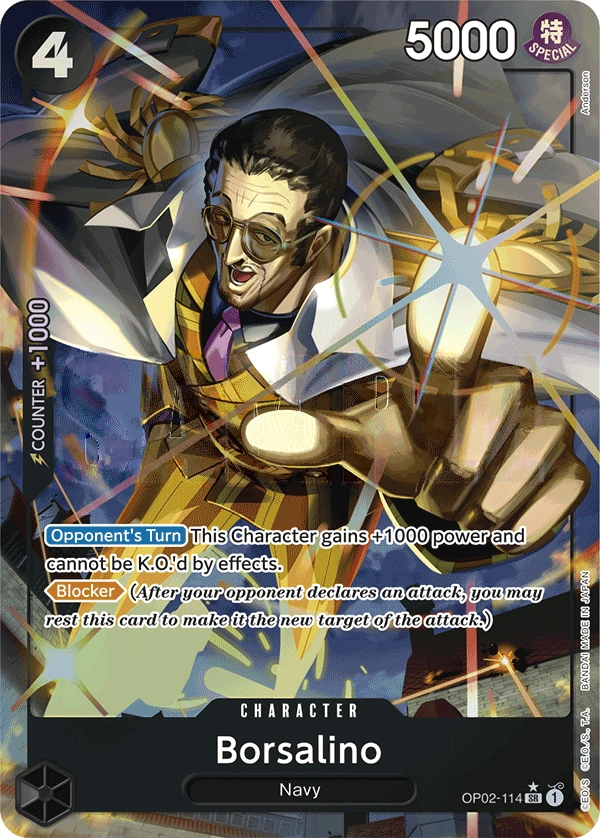 4
5000
特
SPECIAL
Anderson
COUNTER +1000
Opponent's Turn This Character gains +1000 power and
cannot be K.O.'d by effects.
Blocker (After your opponent declares an attack, you may
rest this card to make it the new target of the attack.)
CHARACTER
Borsalino
Navy
OP02-114 ★ SR 1
©EO/S ©E.O./S., T.A. BANDAI MADE IN JAPAN